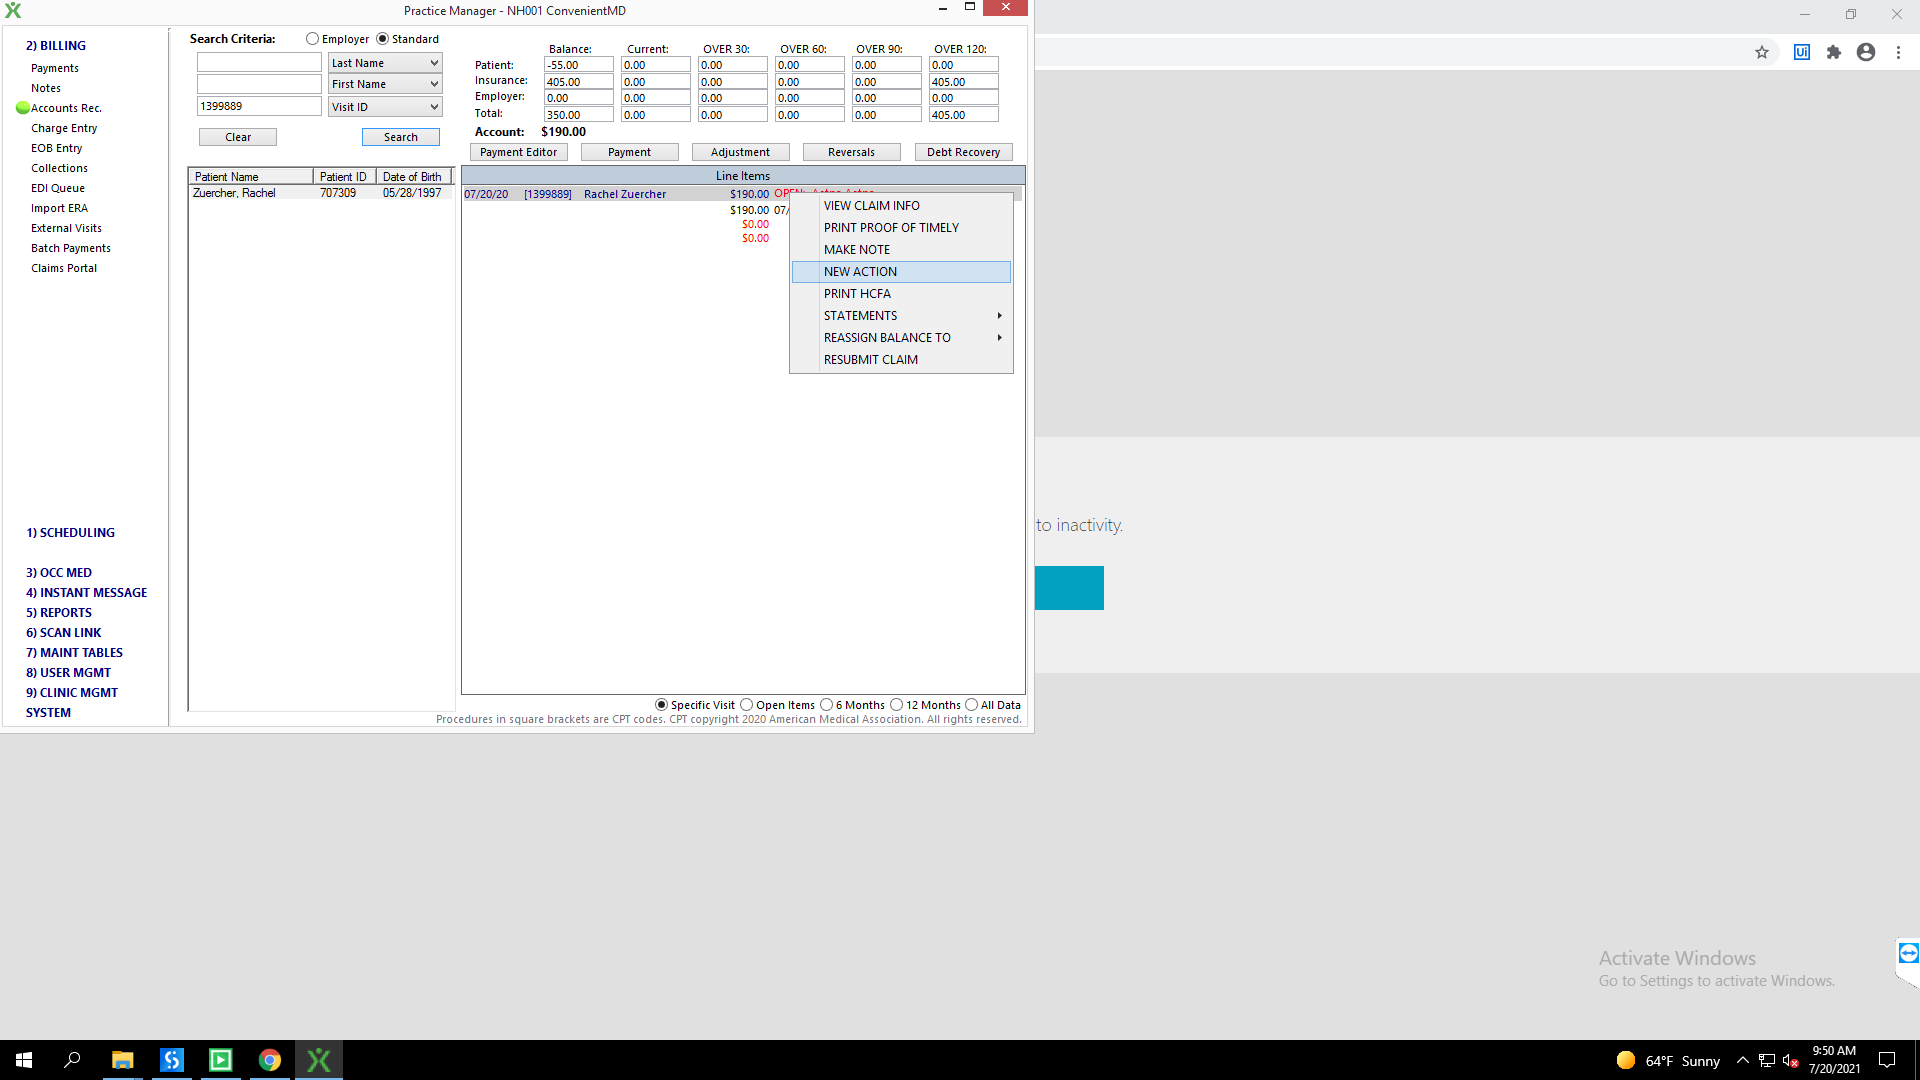 Practice Manager - NH001 ConvenientMD
2) BILLING
Payments
Notes
Accounts Rec.
Charge Entry
EOB Entry
Collections
EDI Queue
Import ERA
External Visits
Batch Payments
Claims Portal
1) SCHEDULING
3) OCC MED
4) INSTANT MESSAGE
5) REPORTS
6) SCAN LINK
7) MAINT TABLES
8) USER MGMT
9) CLINIC MGMT
SYSTEM
Search Criteria: Employer Standard
Last Name
First Name
1399889 Visit ID
Clear Search
Balance: Current: OVER 30: OVER 60: OVER 90: OVER 120:
Patient: -55.00 0.00 0.00 0.00 0.00 0.00
Insurance: 405.00 0.00 0.00 0.00 0.00 405.00
Employer: 0.00 0.00 0.00 0.00 0.00 0.00
Total: 350.00 0.00 0.00 0.00 0.00 405.00
Account: $190.00
Payment Editor Payment Adjustment Reversals Debt Recovery
Patient Name Patient ID Date of Birth
Zuercher, Rachel 707309 05/28/1997
Line Items
07/20/20 [1399889] Rachel Zuercher $190.00
$190.00 07/
$0.00
$0.00
VIEW CLAIM INFO
PRINT PROOF OF TIMELY
MAKE NOTE
NEW ACTION
PRINT HCFA
STATEMENTS
REASSIGN BALANCE TO
RESUBMIT CLAIM
Specific Visit Open Items 6 Months 12 Months All Data
Procedures in square brackets are CPT codes. CPT copyright 2020 American Medical Association. All rights reserved.
Ui
to inactivity.
Activate Windows
Go to Settings to activate Windows.
64°F Sunny
9:50 AM
7/20/2021